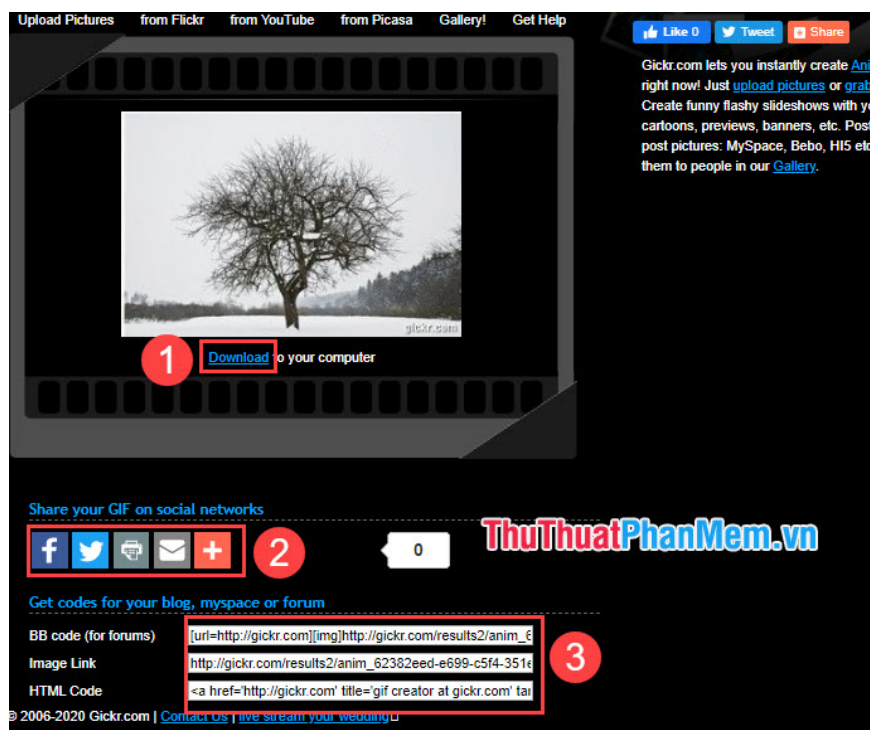 Upload Pictures from Flickr from YouTube from Picasa Gallery! Get Help
Like 0 Tweet Share
Gickr.com lets you instantly create
right now! Just upload pictures or grab
Create funny flashy slideshows with
cartoons, previews, banners, etc. Post
post pictures: MySpace, Bebo, HI5 etc
them to people in our Gallery.
gickr.com
1
Download to your computer
Share your GIF on social networks
2
0
ThuThuatPhanMem.vn
Get codes for your blog, myspace or forum
BB code (for forums) [url=http://gickr.com][img]http://gickr.com/results2/anim_6
Image Link http://gickr.com/results2/anim_62382eed-e699-c5f4-351e
HTML Code <a href='http://gickr.com' title='gif creator at gickr.com' tar
3
© 2006-2020 Gickr.com | Contact Us | live stream your wedding